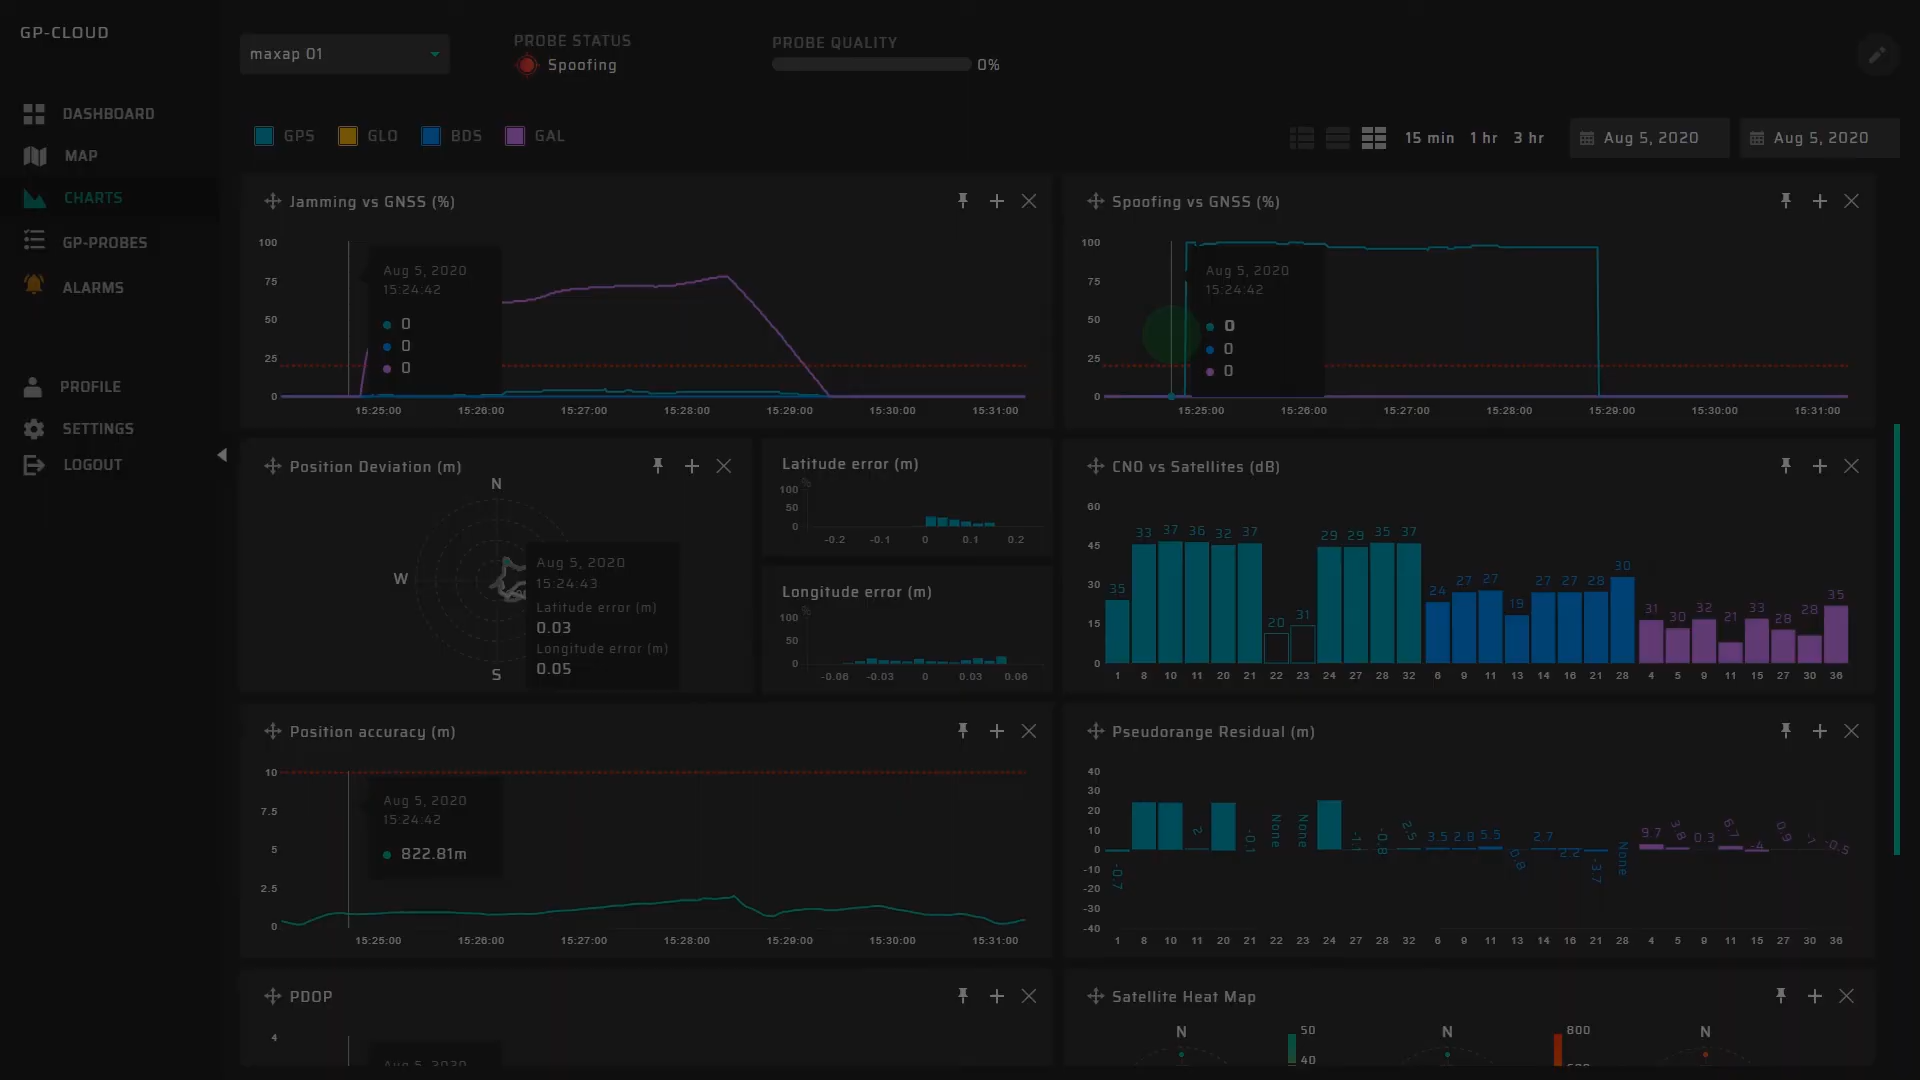 GP-CLOUD
maxap 01
PROBE STATUS
Spoofing
PROBE QUALITY
0%
DASHBOARD
MAP
CHARTS
GP-PROBES
ALARMS
PROFILE
SETTINGS
LOGOUT
GPS GLO BDS GAL
15 min 1 hr 3 hr Aug 5, 2020 Aug 5, 2020
Jamming vs GNSS (%)
100
75
50
25
0
Aug 5, 2020
15:24:42
0
0
0
15:25:00 15:26:00 15:27:00 15:28:00 15:29:00 15:30:00 15:31:00
Spoofing vs GNSS (%)
100
75
50
25
0
Aug 5, 2020
15:24:42
0
0
0
15:25:00 15:26:00 15:27:00 15:28:00 15:29:00 15:30:00 15:31:00
Position Deviation (m)
N
W
S
Aug 5, 2020
15:24:43
Latitude error (m)
0.03
Longitude error (m)
0.05
Latitude error (m)
%
100
50
0
-0.2 -0.1 0 0.1 0.2
Longitude error (m)
%
100
50
0
-0.06 -0.03 0 0.03 0.06
CNO vs Satellites (dB)
60
45
30
15
0
35 33 37 36 32 37 20 31 29 29 35 37 24 27 27 19 27 27 28 30 31 30 32 21 33 28 28 35
1 8 10 11 20 21 22 23 24 27 28 32 6 9 11 13 14 16 21 28 4 5 9 11 15 27 30 36
Position accuracy (m)
10
7.5
5
2.5
0
Aug 5, 2020
15:24:42
822.81m
15:25:00 15:26:00 15:27:00 15:28:00 15:29:00 15:30:00 15:31:00
Pseudorange Residual (m)
40
30
20
10
0
-10
-20
-30
-40
-0.7 2 -0.1 None None -1.1 -0.8 2.5 3.5 2.8 5.5 0.8 2.7 2.2 -3.7 None 9.7 3.8 0.3 6.7 -4 0.9 -1 -0.5
1 8 10 11 20 21 22 23 24 27 28 32 6 9 11 13 14 16 21 28 4 5 9 11 15 27 30 36
PDOP
4
Aug 5, 2020
Satellite Heat Map
N
50
40
N
800
N